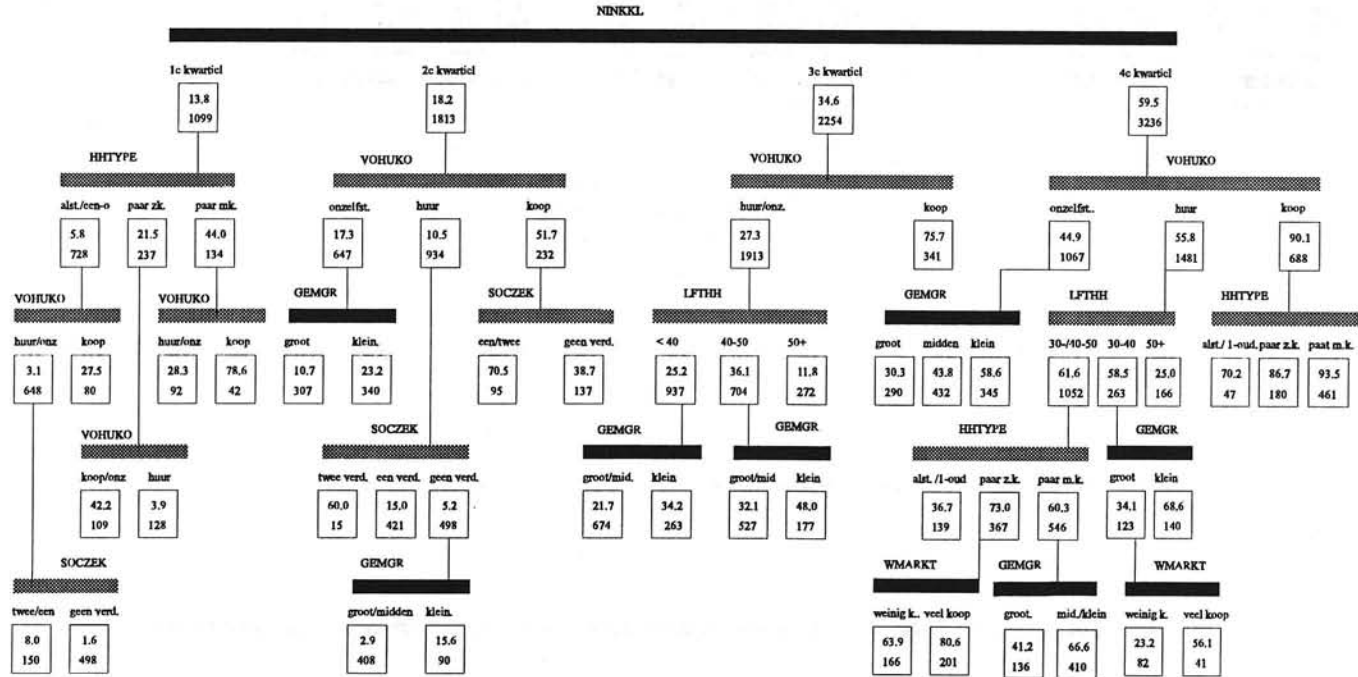 NINKKL
1e kwartiel 2e kwartiel 3e kwartiel 4e kwartiel
13.8 18.2 34.6 59.5
1099 1813 2254 3236
HHTYPE VOHUKO VOHUKO VOHUKO
alst./een-o paar zk. paar mk. onzelfst. huur koop huur/onz. koop onzelfst.. huur koop
5.8 21.5 44.0 17.3 10.5 51.7 27.3 75.7 44.9 55.8 90.1
728 237 134 647 934 232 1913 341 1067 1481 688
VOHUKO VOHUKO GEMGR SOCZEK LFTHH GEMGR LFTHH HHTYPE
huur/onz koop huur/onz koop groot klein. een/twee geen verd. < 40 40-50 50+ groot midden klein 30-/40-50 30-40 50+ alst./ 1-oud. paar z.k. paat m.k.
3.1 27.5 28.3 78,6 10.7 23.2 70.5 38.7 25.2 36.1 11.8 30.3 43.8 58.6 61,6 58.5 25,0 70.2 86.7 93.5
648 80 92 42 307 340 95 137 937 704 272 290 432 345 1052 263 166 47 180 461
VOHUKO SOCZEK GEMGR GEMGR HHTYPE GEMGR
koop/onz huur twee verd. een verd. geen verd. groot/mid. klein groot/mid klein alst. /1-oud paar z.k. paar m.k. groot klein
42.2 3.9 60,0 15,0 5.2 21.7 34.2 32.1 48,0 36.7 73.0 60.3 34,1 68,6
109 128 15 421 498 674 263 527 177 139 367 546 123 140
SOCZEK GEMGR WMARKT GEMGR WMARKT
twee/een geen verd. groot/midden klein. weinig k.. veel koop groot. mid./klein weinig k. veel koop
8.0 1.6 2.9 15.6 63.9 80,6 41,2 66.6 23.2 56.1
150 498 408 90 166 201 136 410 82 41